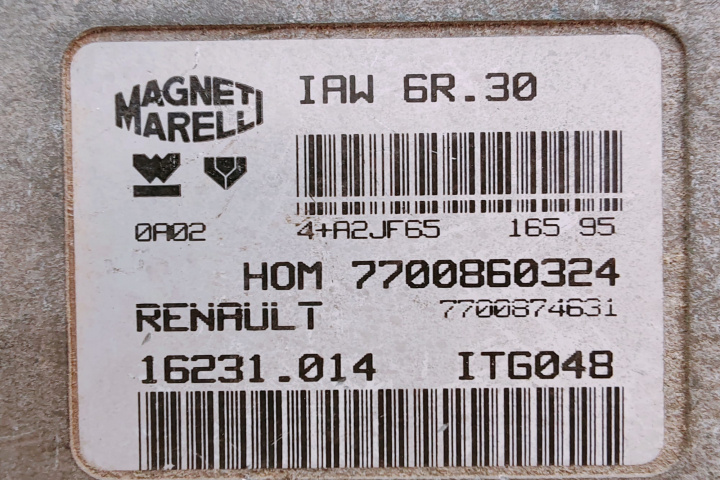 MAGNETI
MARELLI
IAW 6R.30
0A02 4+A2JF65 165 95
HOM 7700860324
RENAULT 7700874631
16231.014 ITG048